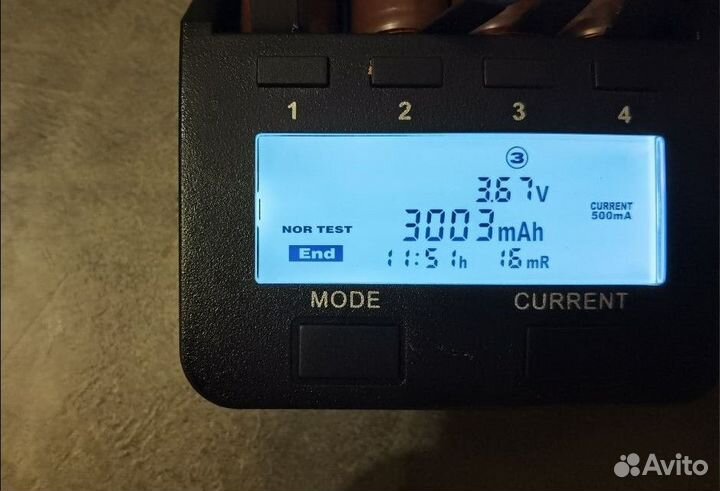 1 2 3 4
3
3.67V
CURRENT
500mA
NOR TEST
3003mAh
End
11:51h 16mR
MODE CURRENT
Avito